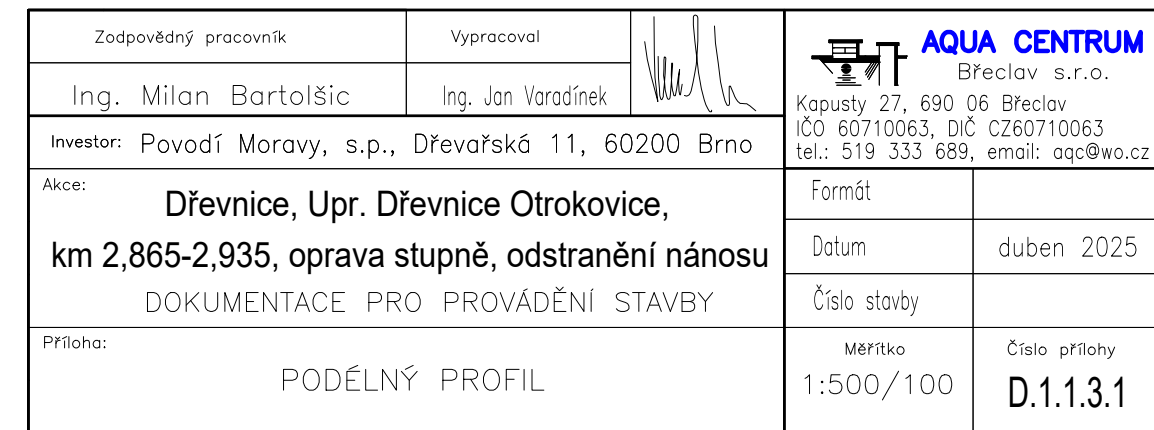 Zodpovědný pracovník
Vypracoval
Ing. Milan Bartolšic
Ing. Jan Varadínek
AQUA CENTRUM
Břeclav s.r.o.
Kapusty 27, 690 06 Břeclav
IČO 60710063, DIČ CZ60710063
tel.: 519 333 689, email: aqc@wo.cz
Investor: Povodí Moravy, s.p., Dřevařská 11, 60200 Brno
Akce:
Dřevnice, Upr. Dřevnice Otrokovice,
km 2,865-2,935, oprava stupně, odstranění nánosu
DOKUMENTACE PRO PROVÁDĚNÍ STAVBY
Formát
Datum
duben 2025
Číslo stavby
Příloha:
PODÉLNÝ PROFIL
Měřítko
1:500/100
Číslo přílohy
D.1.1.3.1